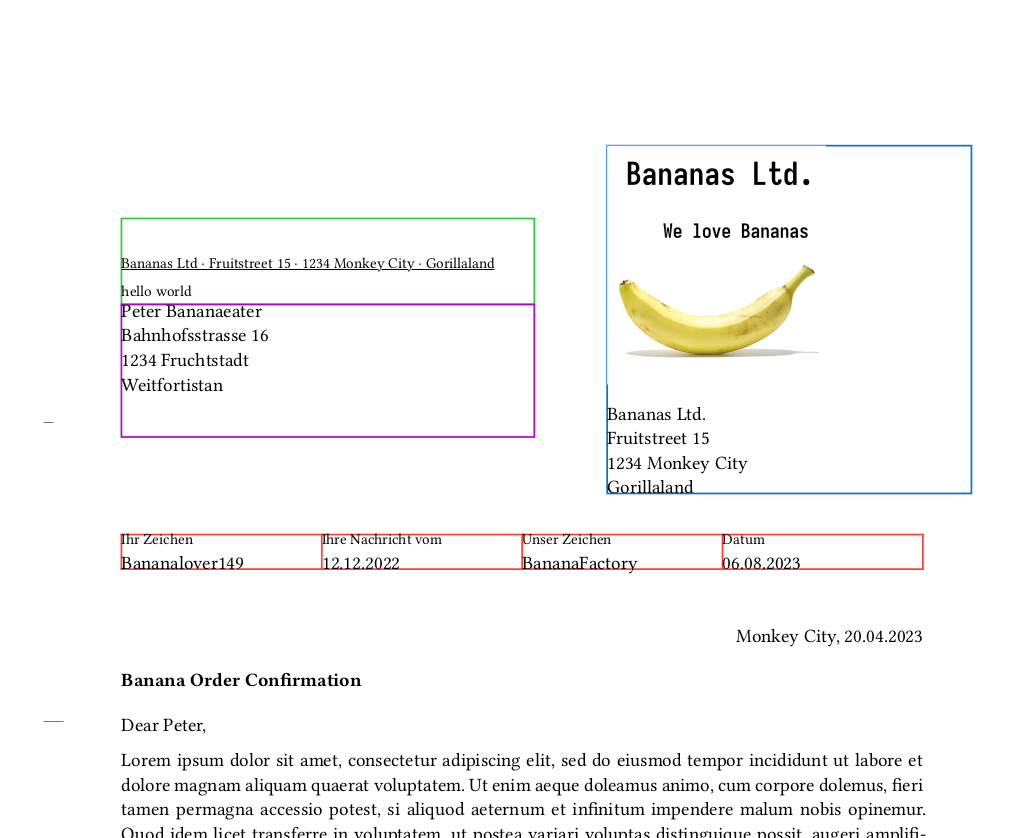 Bananas Ltd.
We love Bananas
Bananas Ltd · Fruitstreet 15 · 1234 Monkey City · Gorillaland
hello world
Peter Bananaeater
Bahnhofsstrasse 16
1234 Fruchtstadt
Weitfortistan
Bananas Ltd.
Fruitstreet 15
1234 Monkey City
Gorillaland
Ihr Zeichen Ihre Nachricht vom Unser Zeichen Datum
Bananalover149 12.12.2022 BananaFactory 06.08.2023
Monkey City, 20.04.2023
Banana Order Confirmation
Dear Peter,
Lorem ipsum dolor sit amet, consectetur adipiscing elit, sed do eiusmod tempor incididunt ut labore et
dolore magnam aliquam quaerat voluptatem. Ut enim aeque doleamus animo, cum corpore dolemus, fieri
tamen permagna accessio potest, si aliquod aeternum et infinitum impendere malum nobis opinemur.
Quod idem licet transferre in voluptatem, ut postea variari voluptas distinguique possit, augeri amplifi-